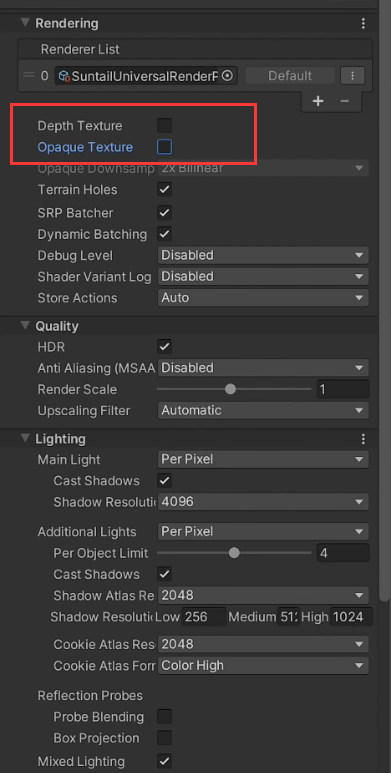 Rendering
Renderer List
0 SuntailUniversalRenderF Default
Depth Texture
Opaque Texture
Opaque Downsamp 2x Bilinear
Terrain Holes
SRP Batcher
Dynamic Batching
Debug Level Disabled
Shader Variant Log Disabled
Store Actions Auto
Quality
HDR
Anti Aliasing (MSAA Disabled
Render Scale 1
Upscaling Filter Automatic
Lighting
Main Light Per Pixel
Cast Shadows
Shadow Resoluti 4096
Additional Lights Per Pixel
Per Object Limit 4
Cast Shadows
Shadow Atlas Re 2048
Shadow Resoluti Low 256 Medium 512 High 1024
Cookie Atlas Res 2048
Cookie Atlas Forr Color High
Reflection Probes
Probe Blending
Box Projection
Mixed Lighting